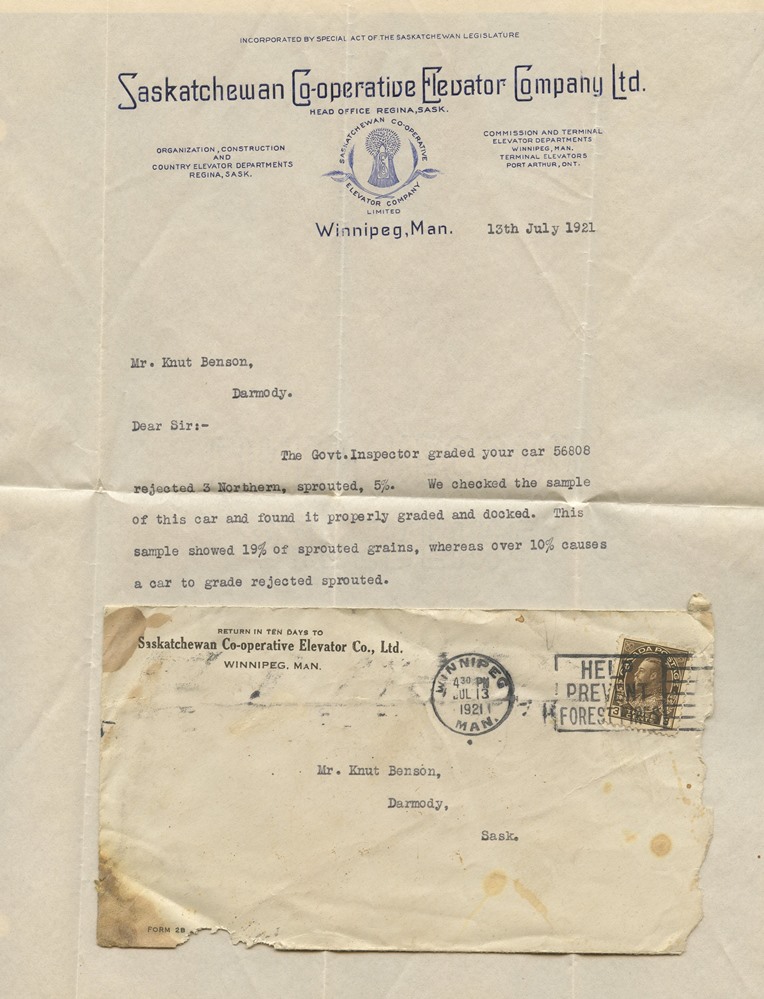 INCORPORATED BY SPECIAL ACT OF THE SASKATCHEWAN LEGISLATURE
Saskatchewan Co-operative Elevator Company Ltd.
HEAD OFFICE REGINA, SASK.
ORGANIZATION, CONSTRUCTION
AND
COUNTRY ELEVATOR DEPARTMENTS
REGINA, SASK.
SASKATCHEWAN CO-OPERATIVE
ELEVATOR COMPANY
LIMITED
COMMISSION AND TERMINAL
ELEVATOR DEPARTMENTS
WINNIPEG, MAN.
TERMINAL ELEVATORS
PORT ARTHUR, ONT.
Winnipeg, Man. 13th July 1921
Mr. Knut Benson,
Darmody.
Dear Sir:-
The Govt.Inspector graded your car 56808
rejected 3 Northern, sprouted, 5%. We checked the sample
of this car and found it properly graded and docked. This
sample showed 19% of sprouted grains, whereas over 10% causes
a car to grade rejected sprouted.
RETURN IN TEN DAYS TO
Saskatchewan Co-operative Elevator Co., Ltd.
WINNIPEG, MAN.
WINNIPEG
4 30 PM
JUL 13
1921
MAN.
HEL
PREVENT
FOREST
Mr. Knut Benson,
Darmody,
Sask.
FORM 28